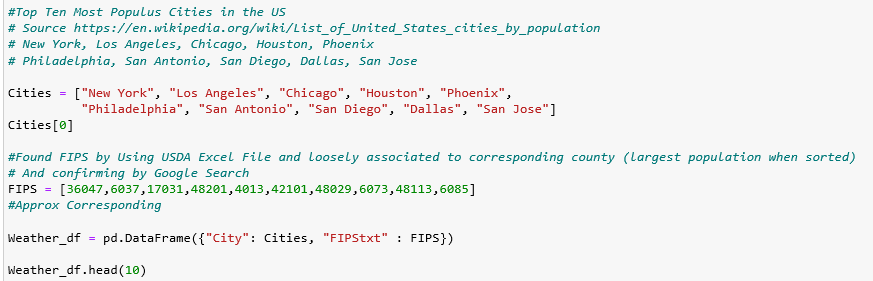 #Top Ten Most Populus Cities in the US
# Source https://en.wikipedia.org/wiki/List_of_United_States_cities_by_population
# New York, Los Angeles, Chicago, Houston, Phoenix
# Philadelphia, San Antonio, San Diego, Dallas, San Jose
Cities = ["New York", "Los Angeles", "Chicago", "Houston", "Phoenix",
"Philadelphia", "San Antonio", "San Diego", "Dallas", "San Jose"]
Cities[0]
#Found FIPS by Using USDA Excel File and loosely associated to corresponding county (largest population when sorted)
# And confirming by Google Search
FIPS = [36047,6037,17031,48201,4013,42101,48029,6073,48113,6085]
#Approx Corresponding
Weather_df = pd.DataFrame({"City": Cities, "FIPStxt" : FIPS})
Weather_df.head(10)